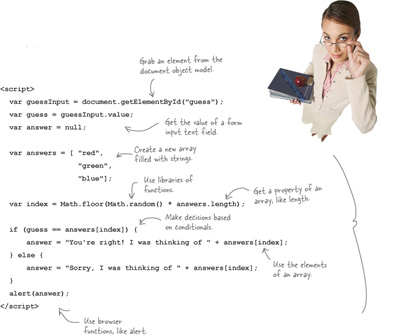 Grab an element from the
document object model.
<script>
var guessInput = document.getElementById("guess");
var guess = guessInput.value;
var answer = null;
Get the value of a form
input text field.
var answers = [ "red",
"green",
"blue"];
Create a new array
filled with strings.
Use libraries of
functions.
var index = Math.floor(Math.random() * answers.length);
Get a property of an
array, like length.
Make decisions based
on conditionals.
if (guess == answers[index]) {
answer = "You're right! I was thinking of " + answers[index];
} else {
answer = "Sorry, I was thinking of " + answers[index];
}
Use the elements
of an array.
alert(answer);
</script>
Use browser
functions, like alert.